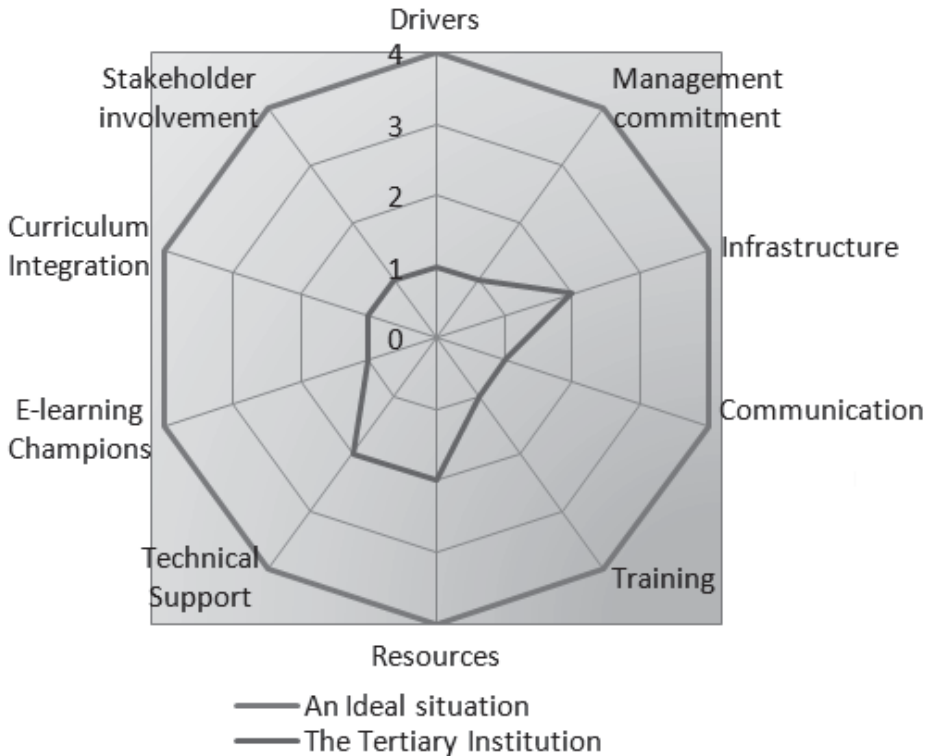 Drivers
4
Stakeholder
involvement
Management
commitment
3
2
Curriculum
Integration
Infrastructure
1
0
E-learning
Champions
Communication
Technical
Support
Training
Resources
An Ideal situation
The Tertiary Institution